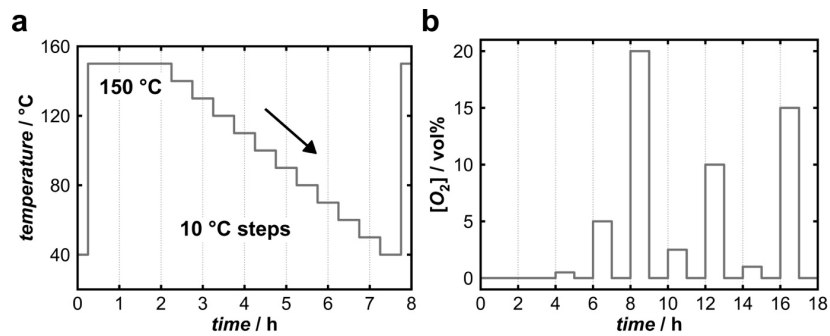 a
b
160
120
80
40
temperature / °C
150 °C
10 °C steps
0 1 2 3 4 5 6 7 8
time / h
20
15
10
5
0
[O2] / vol%
0 2 4 6 8 10 12 14 16 18
time / h